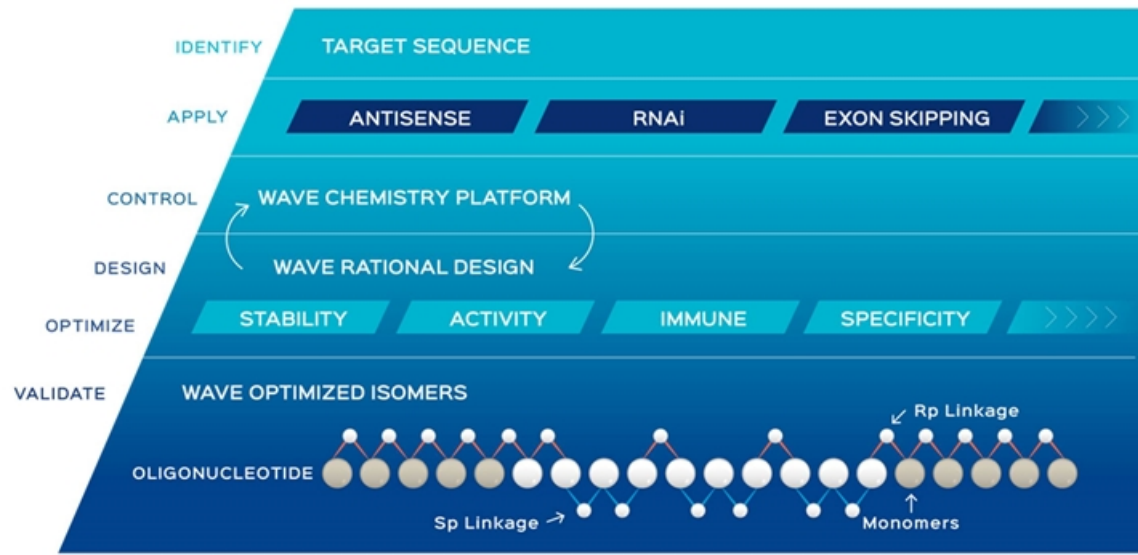 IDENTIFY TARGET SEQUENCE
APPLY ANTISENSE RNAi EXON SKIPPING
CONTROL WAVE CHEMISTRY PLATFORM
DESIGN WAVE RATIONAL DESIGN
OPTIMIZE STABILITY ACTIVITY IMMUNE SPECIFICITY
VALIDATE WAVE OPTIMIZED ISOMERS
Rp Linkage
OLIGONUCLEOTIDE
Sp Linkage
Monomers